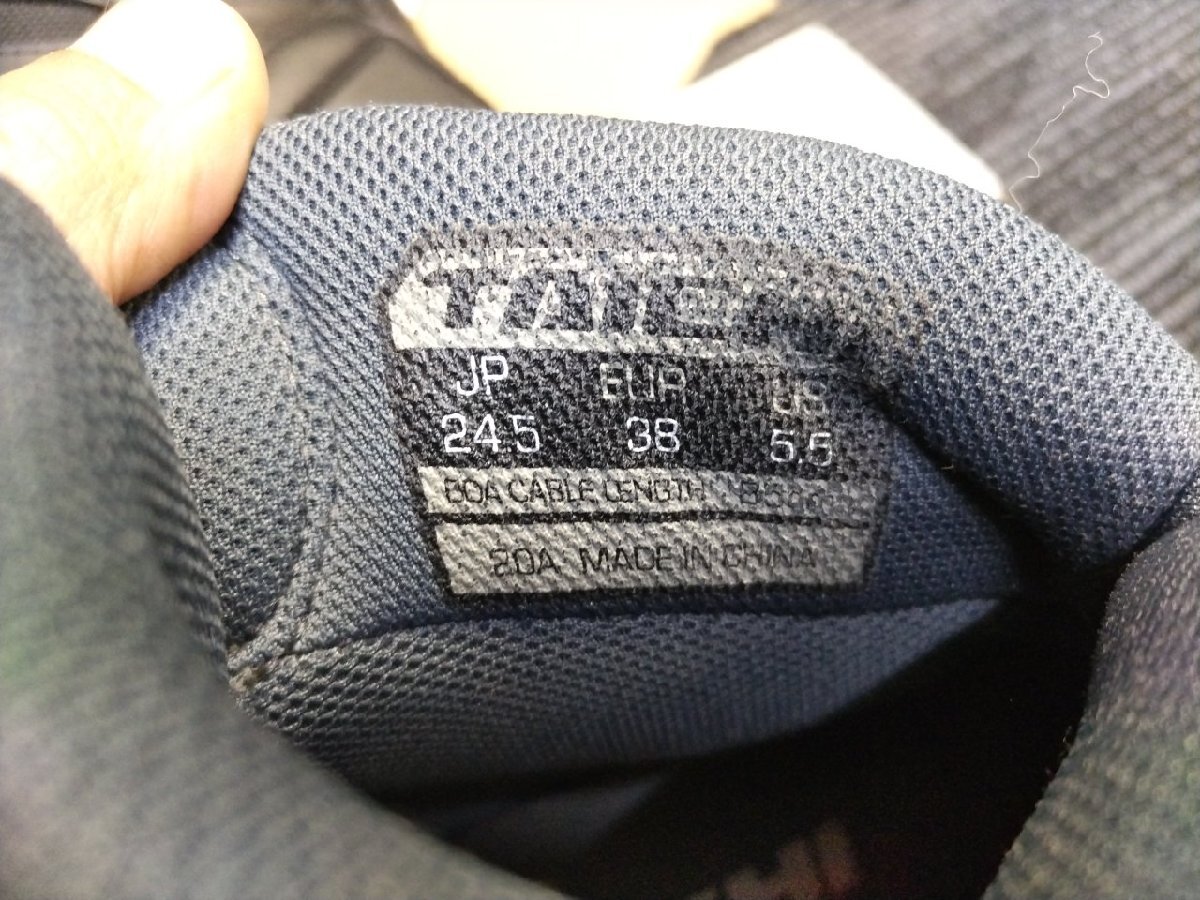 JP EUR US
24.5 38 5.5
BOA CABLE LENGTH
20A MADE IN CHINA